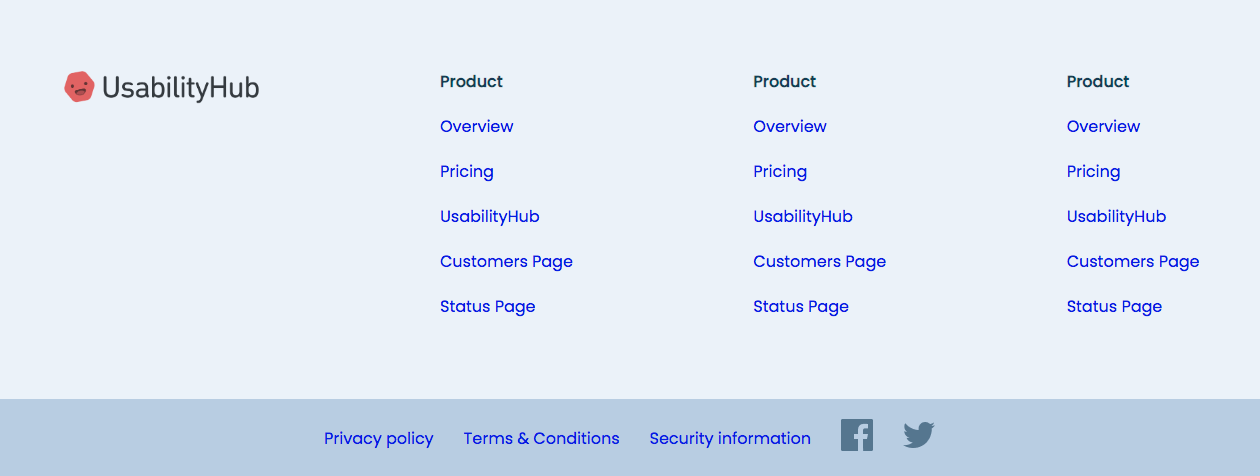 UsabilityHub
Product
Overview
Pricing
UsabilityHub
Customers Page
Status Page
Product
Overview
Pricing
UsabilityHub
Customers Page
Status Page
Product
Overview
Pricing
UsabilityHub
Customers Page
Status Page
Privacy policy Terms & Conditions Security information